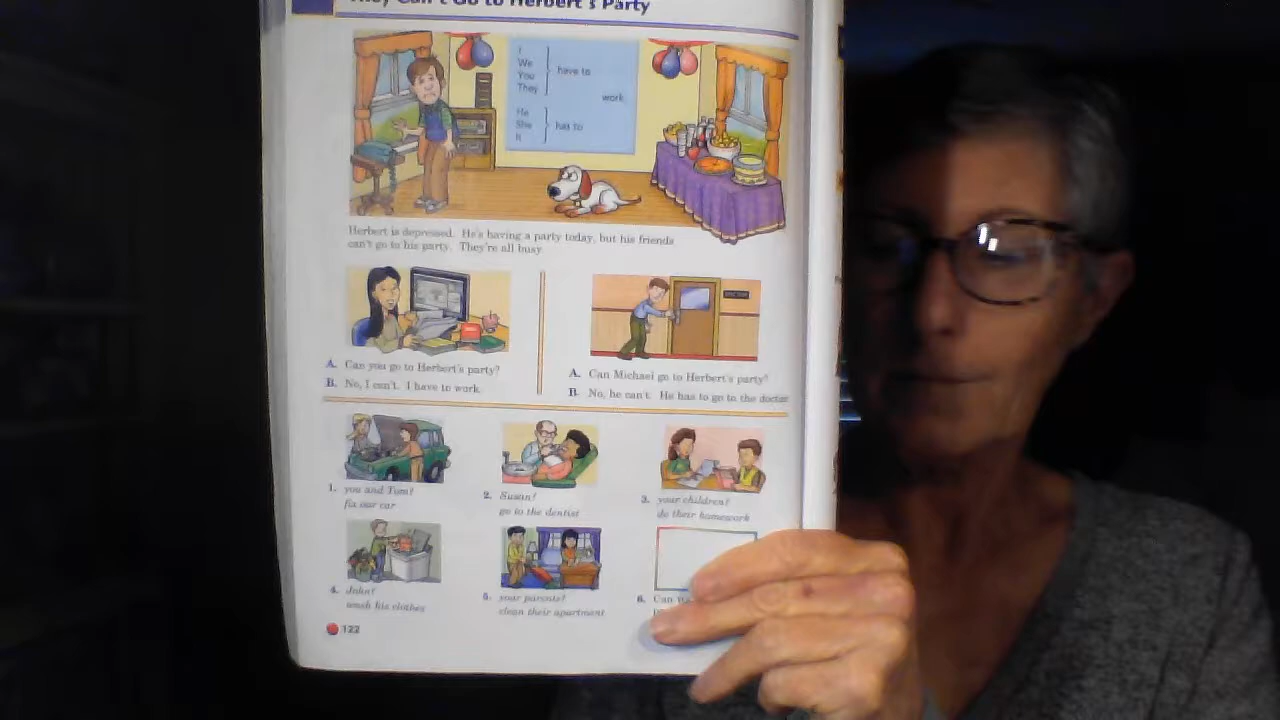 They Can't Go to Herbert's Party
I
We
You
They
have to
work
He
She
It
has to
Herbert is depressed. He's having a party today, but his friends
can't go to his party. They're all busy.
A. Can you go to Herbert's party?
B. No, I can't. I have to work.
DOCTOR
A. Can Michael go to Herbert's party?
B. No, he can't. He has to go to the doctor
1. you and Tom?
fix our car
2. Susan?
go to the dentist
3. your children?
do their homework
4. John?
wash his clothes
5. your parents?
clean their apartment
6. Can
122